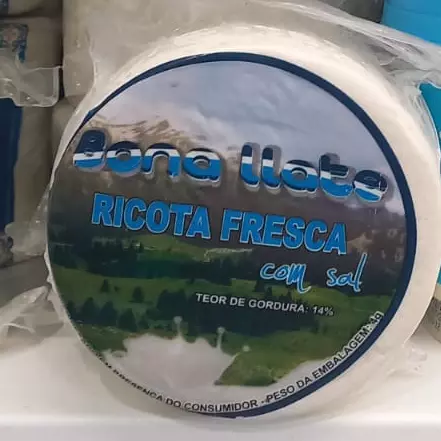 Bona llate
RICOTA FRESCA
com sal
TEOR DE GORDURA: 14%
PRESENÇA DO CONSUMIDOR - PESO DA EMBALAGEM: